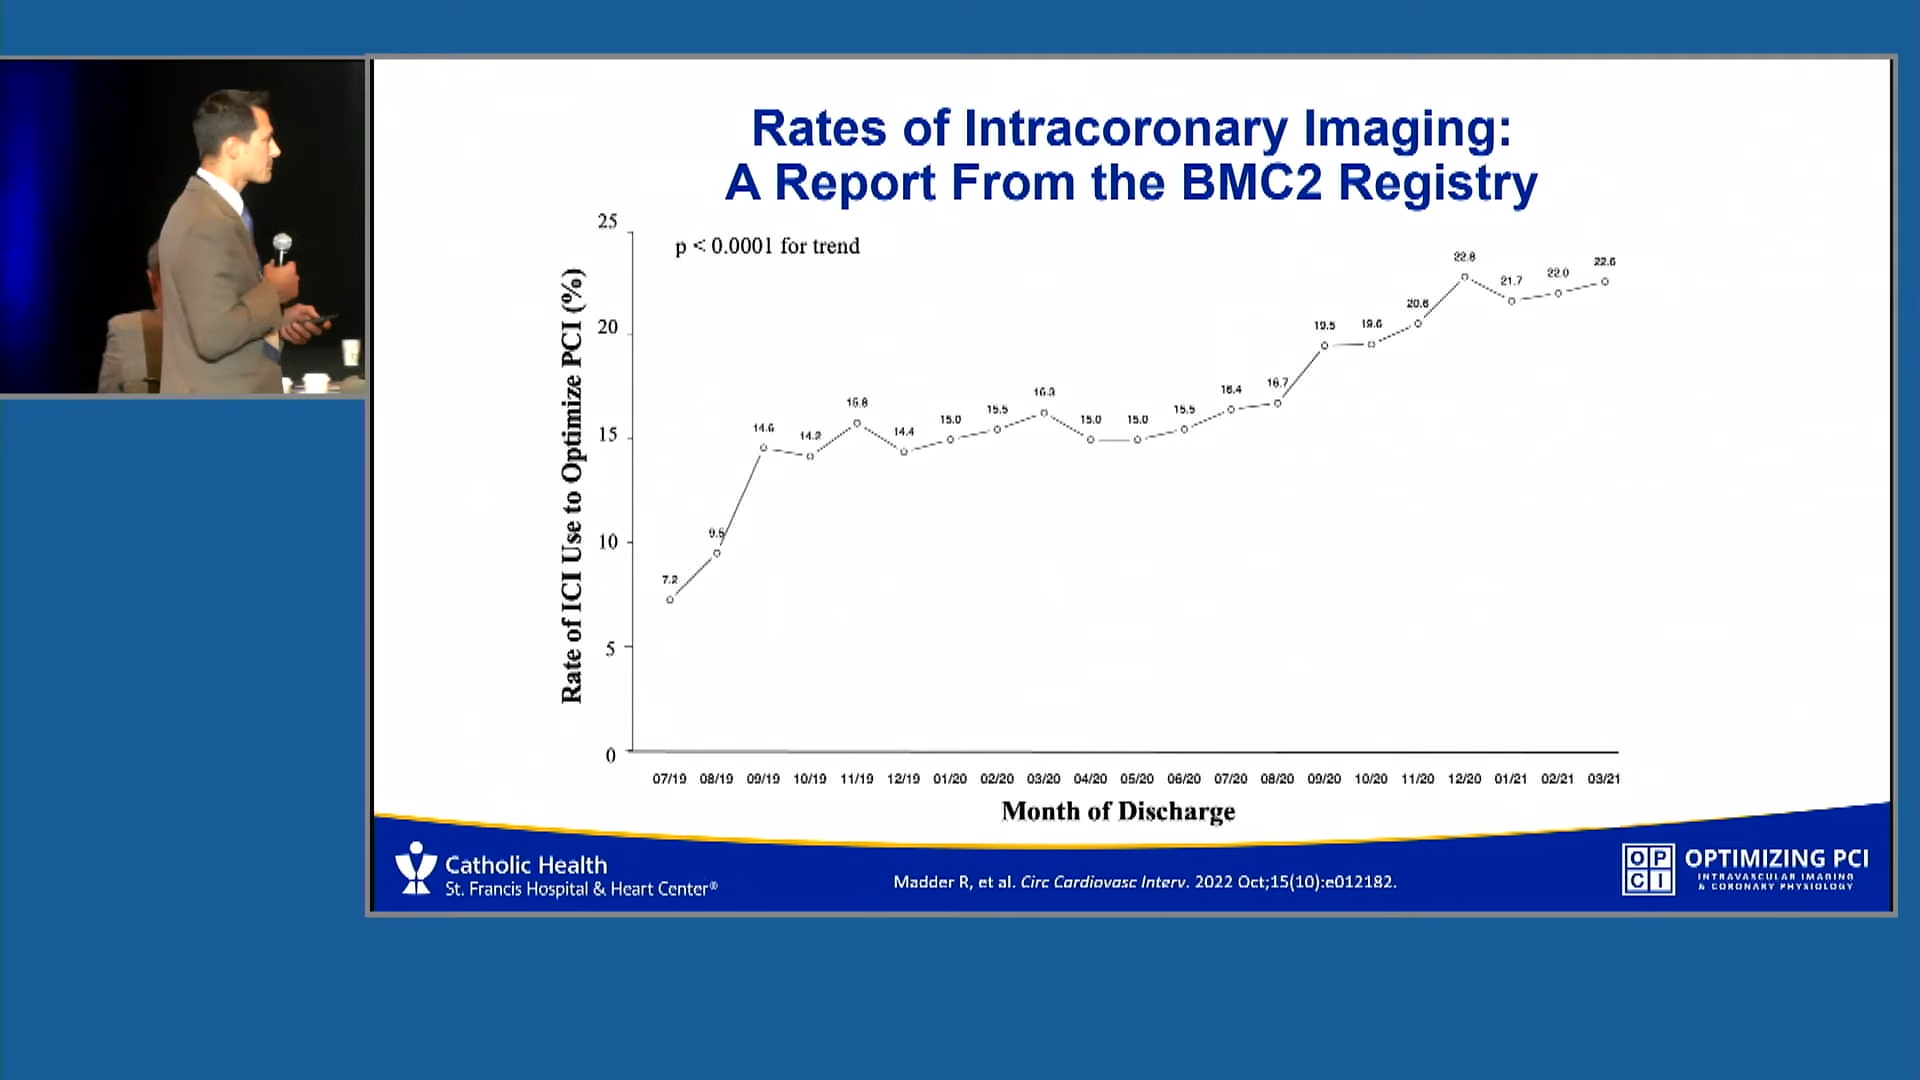 Rates of Intracoronary Imaging:
A Report From the BMC2 Registry
p < 0.0001 for trend
Rate of ICI Use to Optimize PCI (%)
25
20
15
10
5
0
7.2
9.5
14.6
14.2
15.8
14.4
15.0
15.5
16.3
15.0
15.0
15.5
16.4
16.7
19.5
19.6
20.6
22.8
21.7
22.0
22.6
07/19 08/19 09/19 10/19 11/19 12/19 01/20 02/20 03/20 04/20 05/20 06/20 07/20 08/20 09/20 10/20 11/20 12/20 01/21 02/21 03/21
Month of Discharge
Catholic Health
St. Francis Hospital & Heart Center®
Madder R, et al. Circ Cardiovasc Interv. 2022 Oct;15(10):e012182.
OP
CI
OPTIMIZING PCI
INTRAVASCULAR IMAGING
& CORONARY PHYSIOLOGY